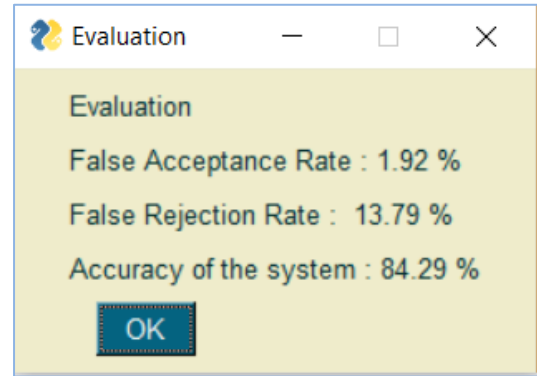 Evaluation
Evaluation
False Acceptance Rate : 1.92 %
False Rejection Rate :  13.79 %
Accuracy of the system : 84.29 %
OK